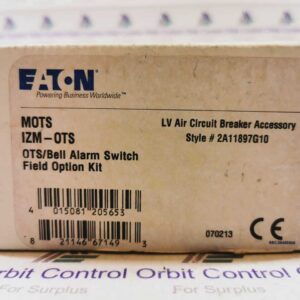 EATON
Powering Business Worldwide™
MOTS
IZM-OTS
OTS/Bell Alarm Switch
Field Option Kit
LV Air Circuit Breaker Accessory
Style # 2A11897G10
4 015081 205653
8 21146 67149 3
070213
CE
Orbit Control Orbit Control
For Surplus For Surplus